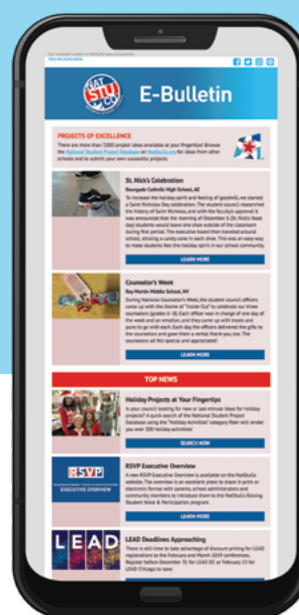 View this email online.
NAT
STU
CO
E-Bulletin
PROJECTS OF EXCELLENCE
There are more than 7,000 project ideas available at your fingertips! Browse
the National Student Project Database on NatStuCo.org for ideas from other
schools and to submit your own successful projects.
St. Nick's Celebration
Bourgade Catholic High School, AZ
To increase the holiday spirit and feeling of goodwill, we started
a Saint Nicholas Day celebration. The student council researched
the history of Saint Nicholas, and with the faculty's approval it
was announced that the morning of December 6 (St. Nick's feast
day) students would leave one shoe outside of the classroom
during first period. The executive board then traveled around
school, sticking a candy cane in each shoe. This was an easy way
to make students feel the holiday spirit in our school community.
LEARN MORE
Counselor's Week
Roy Martin Middle School, NV
During National Counselor's Week, the student council officers
came up with the theme of "Inside Out" to celebrate our three
counselors (grades 6-8). Each officer was in charge of one day of
the week and an emotion, and they came up with treats and
puns to go with each. Each day the officers delivered the gifts to
the counselors and gave them a verbal thank-you, too. The
counselors all felt special and appreciated!
LEARN MORE
TOP NEWS
Holiday Projects at Your Fingertips
Is your council looking for new or last-minute ideas for holiday
projects? A quick search of the National Student Project
Database using the "Holiday Activities" category filter will render
you over 300 holiday activities!
SEARCH NOW
RSVP
EXECUTIVE OVERVIEW
RSVP Executive Overview
A new RSVP Executive Overview is available on the NatStuCo
website. The overview is an excellent piece to share in print or
electronic format with parents, school administrators and
community members to introduce them to the NatStuCo Raising
Student Voice & Participation program.
LEARN MORE
LEAD
LEAD Deadlines Approaching
There is still time to take advantage of discount pricing for LEAD
registrations to the February and March 2019 conferences.
Register before December 31 for LEAD DC or February 15 for
LEAD Chicago to save.